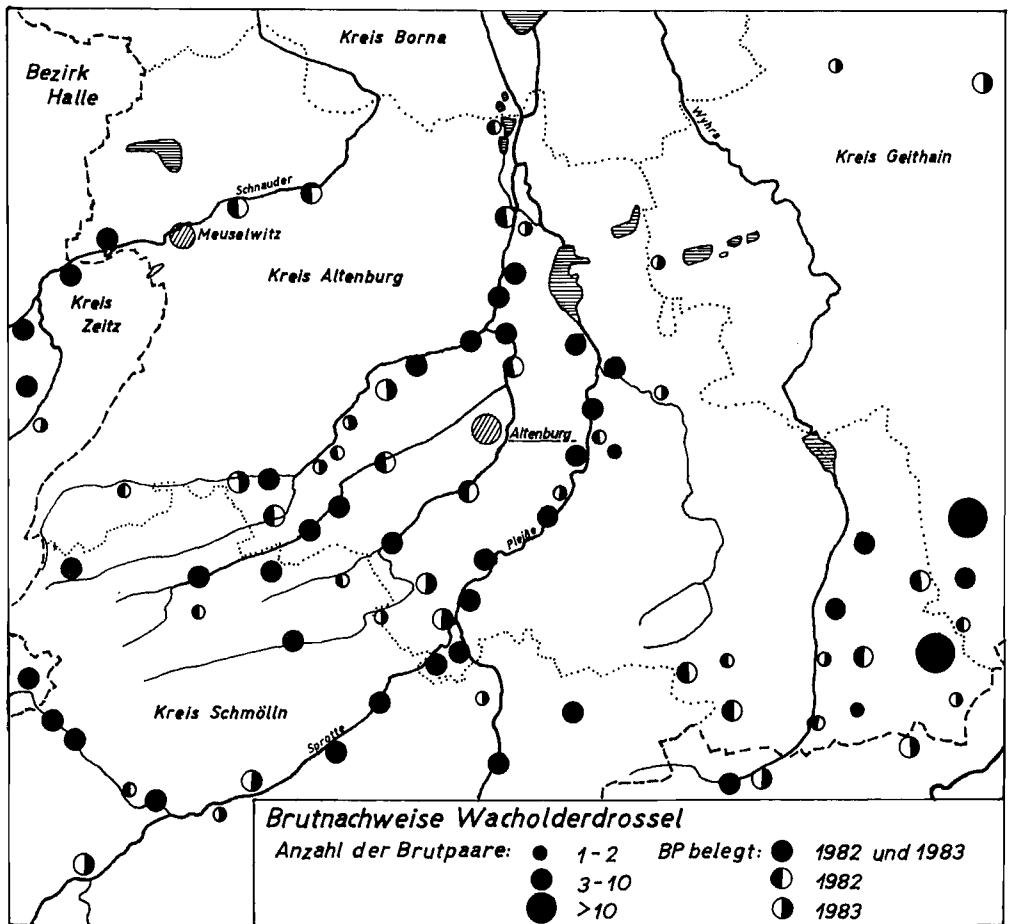 Kreis Borna
Bezirk
Halle
Wyhra
Kreis Geithain
Schnauder
Meuselwitz
Kreis Altenburg
Kreis
Zeitz
Altenburg
Pleiße
Kreis Schmölln
Sprotte
Brutnachweise Wacholderdrossel
Anzahl der Brutpaare: 1-2 BP belegt: 1982 und 1983
3-10 1982
>10 1983